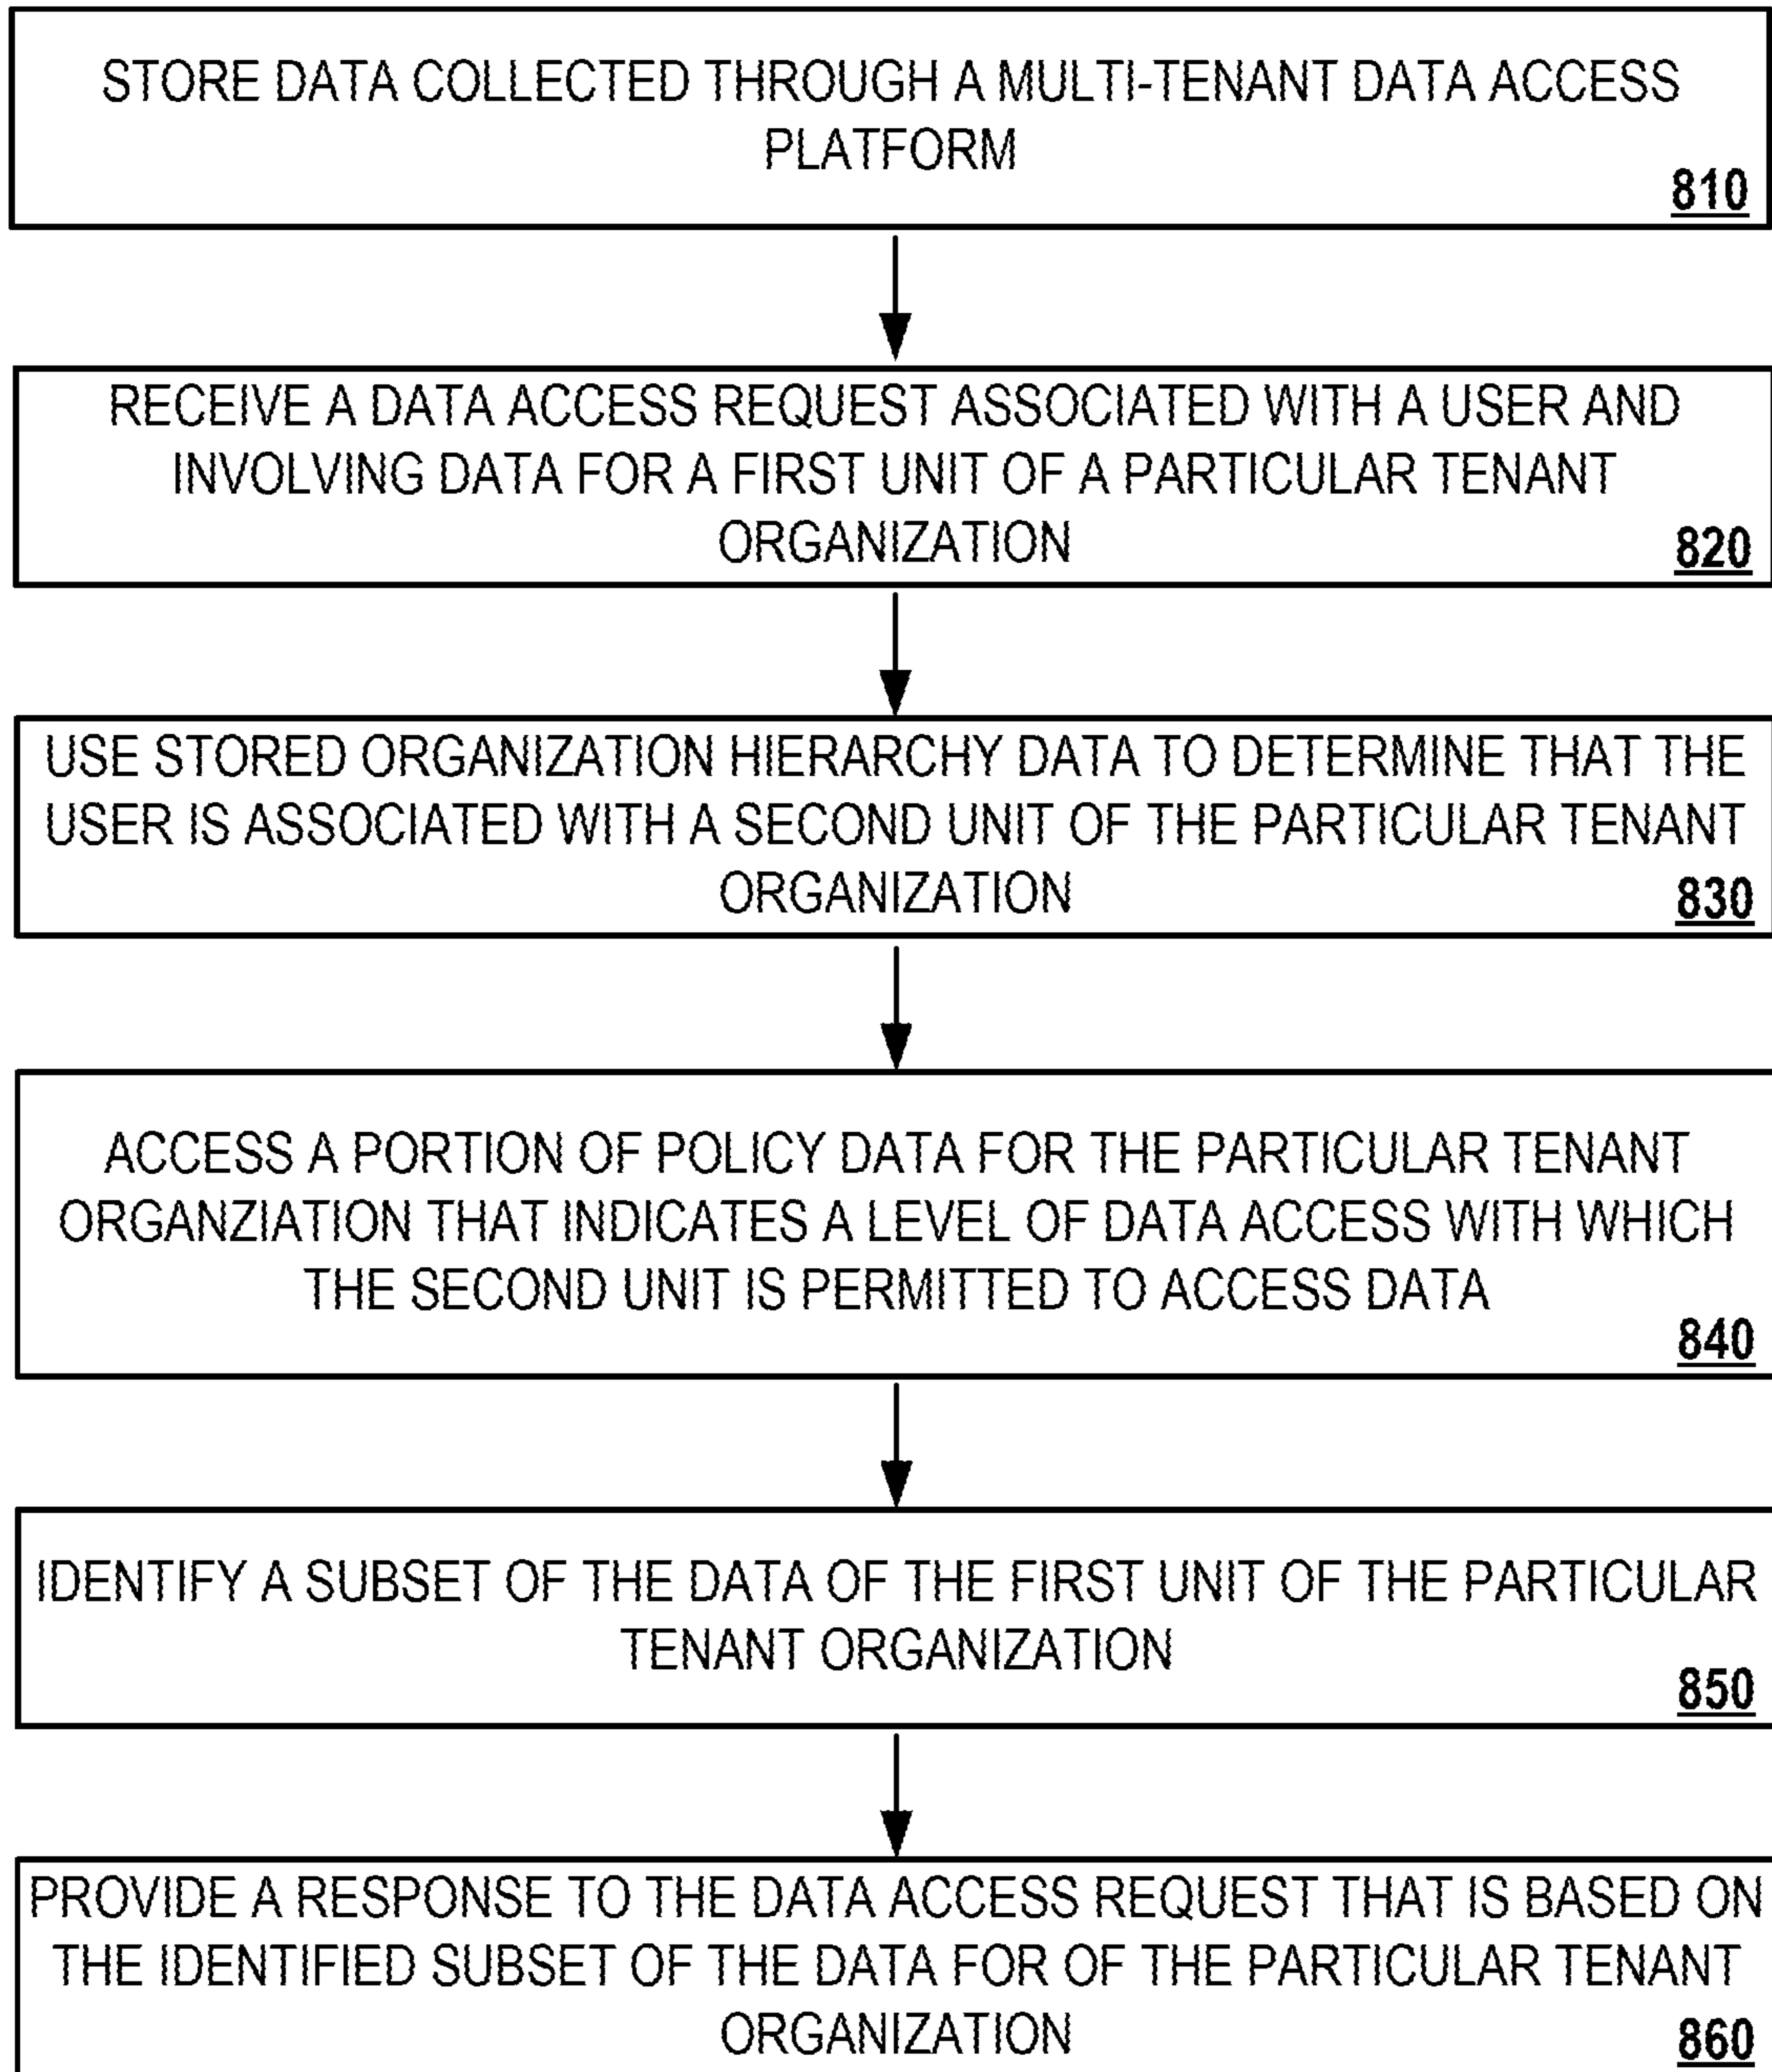 STORE DATA COLLECTED THROUGH A MULTI-TENANT DATA ACCESS
PLATFORM
810
RECEIVE A DATA ACCESS REQUEST ASSOCIATED WITH A USER AND
INVOLVING DATA FOR A FIRST UNIT OF A PARTICULAR TENANT
ORGANIZATION
820
USE STORED ORGANIZATION HIERARCHY DATA TO DETERMINE THAT THE
USER IS ASSOCIATED WITH A SECOND UNIT OF THE PARTICULAR TENANT
ORGANIZATION
830
ACCESS A PORTION OF POLICY DATA FOR THE PARTICULAR TENANT
ORGANZIATION THAT INDICATES A LEVEL OF DATA ACCESS WITH WHICH
THE SECOND UNIT IS PERMITTED TO ACCESS DATA
840
IDENTIFY A SUBSET OF THE DATA OF THE FIRST UNIT OF THE PARTICULAR
TENANT ORGANIZATION
850
PROVIDE A RESPONSE TO THE DATA ACCESS REQUEST THAT IS BASED ON
THE IDENTIFIED SUBSET OF THE DATA FOR OF THE PARTICULAR TENANT
ORGANIZATION
860